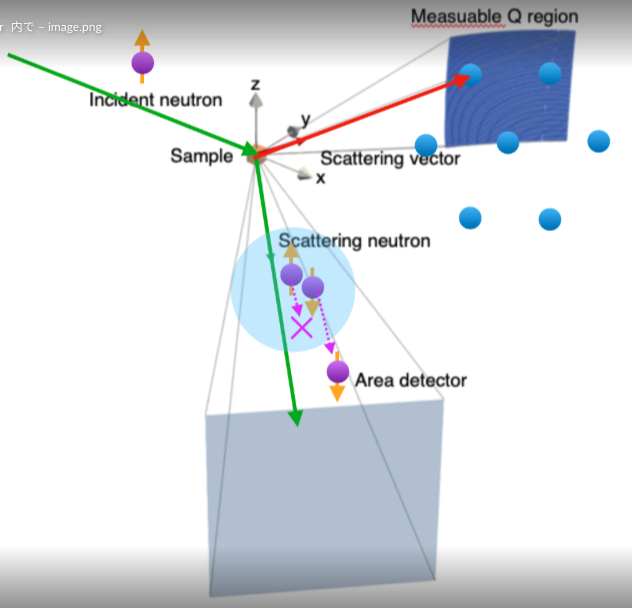 r 内で – image.png
Measuable Q region
Incident neutron
z
y
Sample
Scattering vector
x
Scattering neutron
Area detector